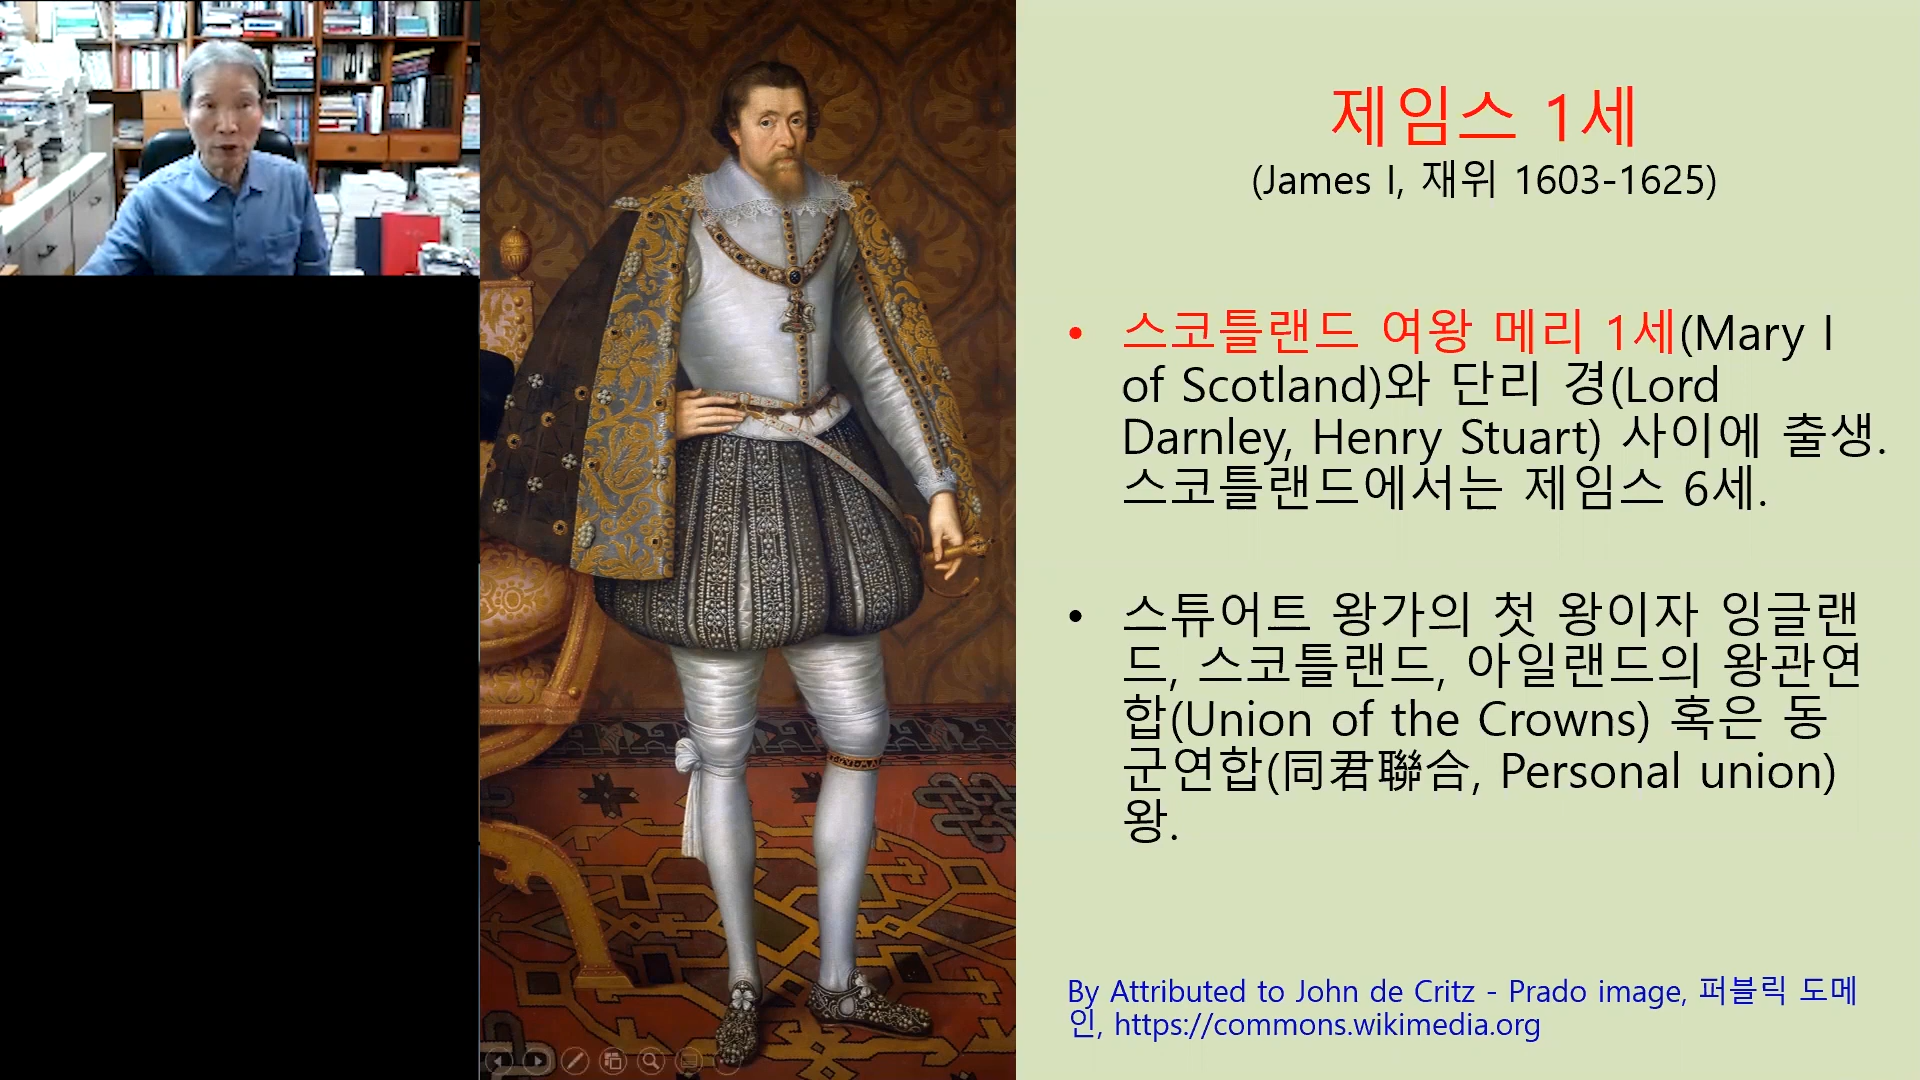 제임스 1세
(James I, 재위 1603-1625)
• 스코틀랜드 여왕 메리 1세(Mary I
of Scotland)와 단리 경(Lord
Darnley, Henry Stuart) 사이에 출생.
스코틀랜드에서는 제임스 6세.
• 스튜어트 왕가의 첫 왕이자 잉글랜
드, 스코틀랜드, 아일랜드의 왕관연
합(Union of the Crowns) 혹은 동
군연합(同君聯合, Personal union)
왕.
By Attributed to John de Critz - Prado image, 퍼블릭 도메
인, https://commons.wikimedia.org